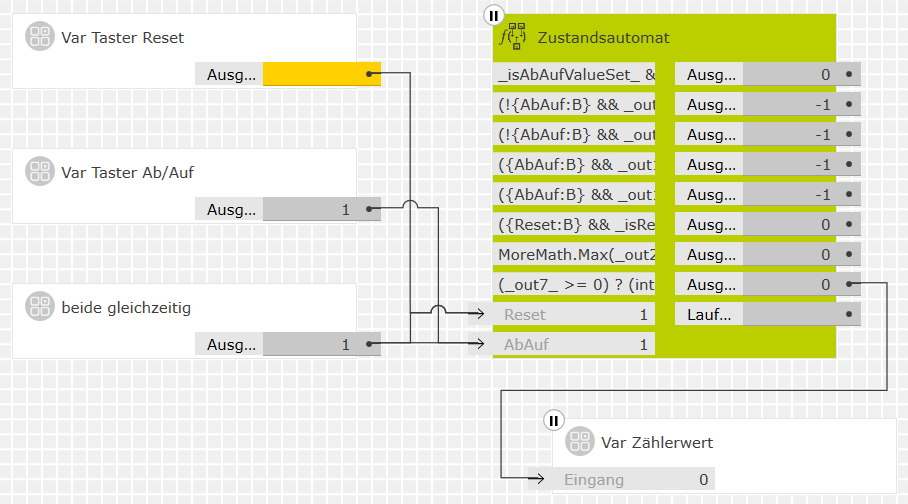 Var Taster Reset
Ausg...
Var Taster Ab/Auf
Ausg... 1
beide gleichzeitig
Ausg... 1
Zustandsautomat
_isAbAufValueSet_ & Ausg... 0
(!{AbAuf:B} && _out Ausg... -1
(!{AbAuf:B} && _out Ausg... -1
({AbAuf:B} && _out1 Ausg... -1
({AbAuf:B} && _out1 Ausg... -1
({Reset:B} && _isRe Ausg... 0
MoreMath.Max(_out2 Ausg... 0
(_out7_ >= 0) ? (int Ausg... 0
Reset 1 Lauf...
AbAuf 1
Var Zählerwert
Eingang 0